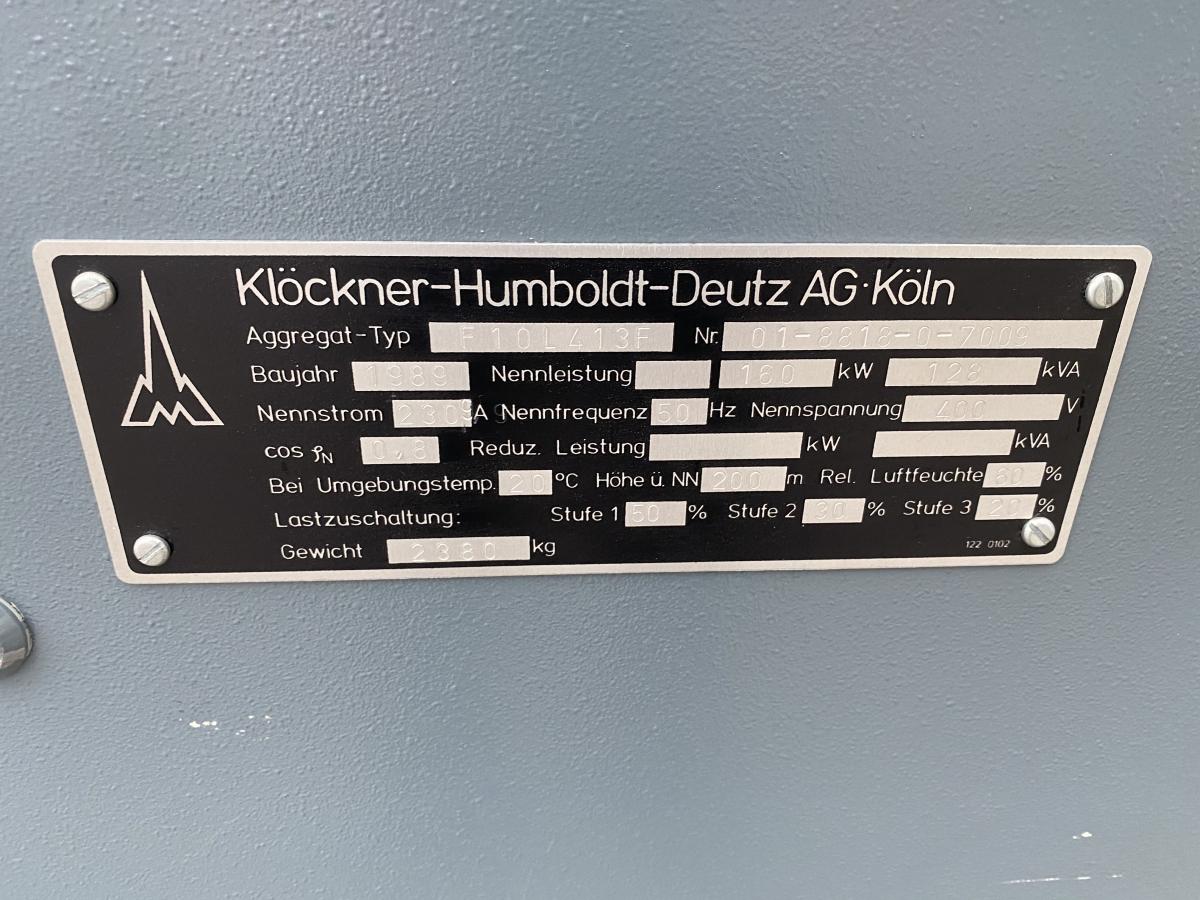 Klöckner-Humboldt-Deutz AG·Köln
Aggregat-Typ F10L413F Nr. 01-8818-0-7009
Baujahr 1989 Nennleistung 160 kW 128 kVA
Nennstrom 230,9 A Nennfrequenz 50 Hz Nennspannung 400 V
cos φN 0,8 Reduz. Leistung kW kVA
Bei Umgebungstemp. 20 °C Höhe ü. NN 200 m Rel. Luftfeuchte 60 %
Lastzuschaltung: Stufe 1 50 % Stufe 2 30 % Stufe 3 20 %
Gewicht 2380 kg
122 0102